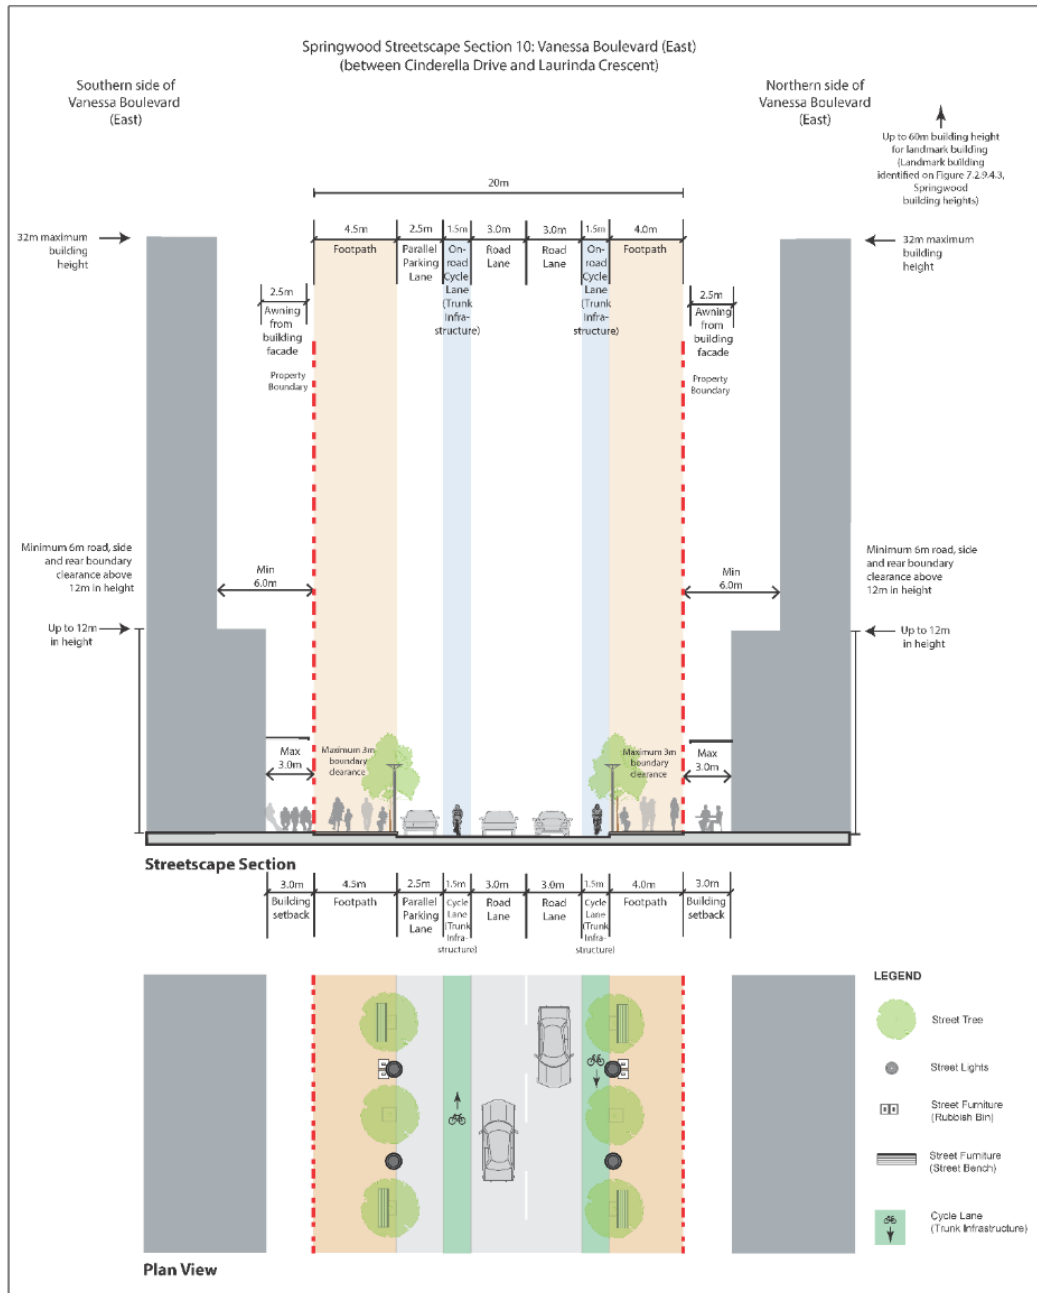 Springwood Streetscape Section 10: Vanessa Boulevard (East)
(between Cinderella Drive and Laurinda Crescent)
Southern side of
Vanessa Boulevard
(East)
Northern side of
Vanessa Boulevard
(East)
Up to 60m building height
for landmark building
(Landmark building
identified on Figure 7.2.9.4.3,
Springwood
building heights)
20m
32m maximum
building
height
4.5m
Footpath
2.5m
Parallel
Parking
Lane
1.5m
On-
road
Cycle
Lane
(Trunk
Infra-
structure)
3.0m
Road
Lane
3.0m
Road
Lane
1.5m
On-
road
Cycle
Lane
(Trunk
Infra-
structure)
4.0m
Footpath
32m maximum
building
height
2.5m
Awning
from
building
facade
Property
Boundary
2.5m
Awning
from
building
facade
Property
Boundary
Minimum 6m road, side
and rear boundary
clearance above
12m in height
Min
6.0m
Min
6.0m
Minimum 6m road, side
and rear boundary
clearance above
12m in height
Up to 12m
in height
Up to 12m
in height
Max
3.0m
Maximum 3m
boundary
clearance
Maximum 3m
boundary
clearance
Max
3.0m
Streetscape Section
3.0m
Building
setback
4.5m
Footpath
2.5m
Parallel
Parking
Lane
1.5m
Cycle
Lane
(Trunk
Infra-
structure)
3.0m
Road
Lane
3.0m
Road
Lane
1.5m
Cycle
Lane
(Trunk
Infra-
structure)
4.0m
Footpath
3.0m
Building
setback
LEGEND
Street Tree
Street Lights
Street Furniture
(Rubbish Bin)
Street Furniture
(Street Bench)
Cycle Lane
(Trunk Infrastructure)
Plan View